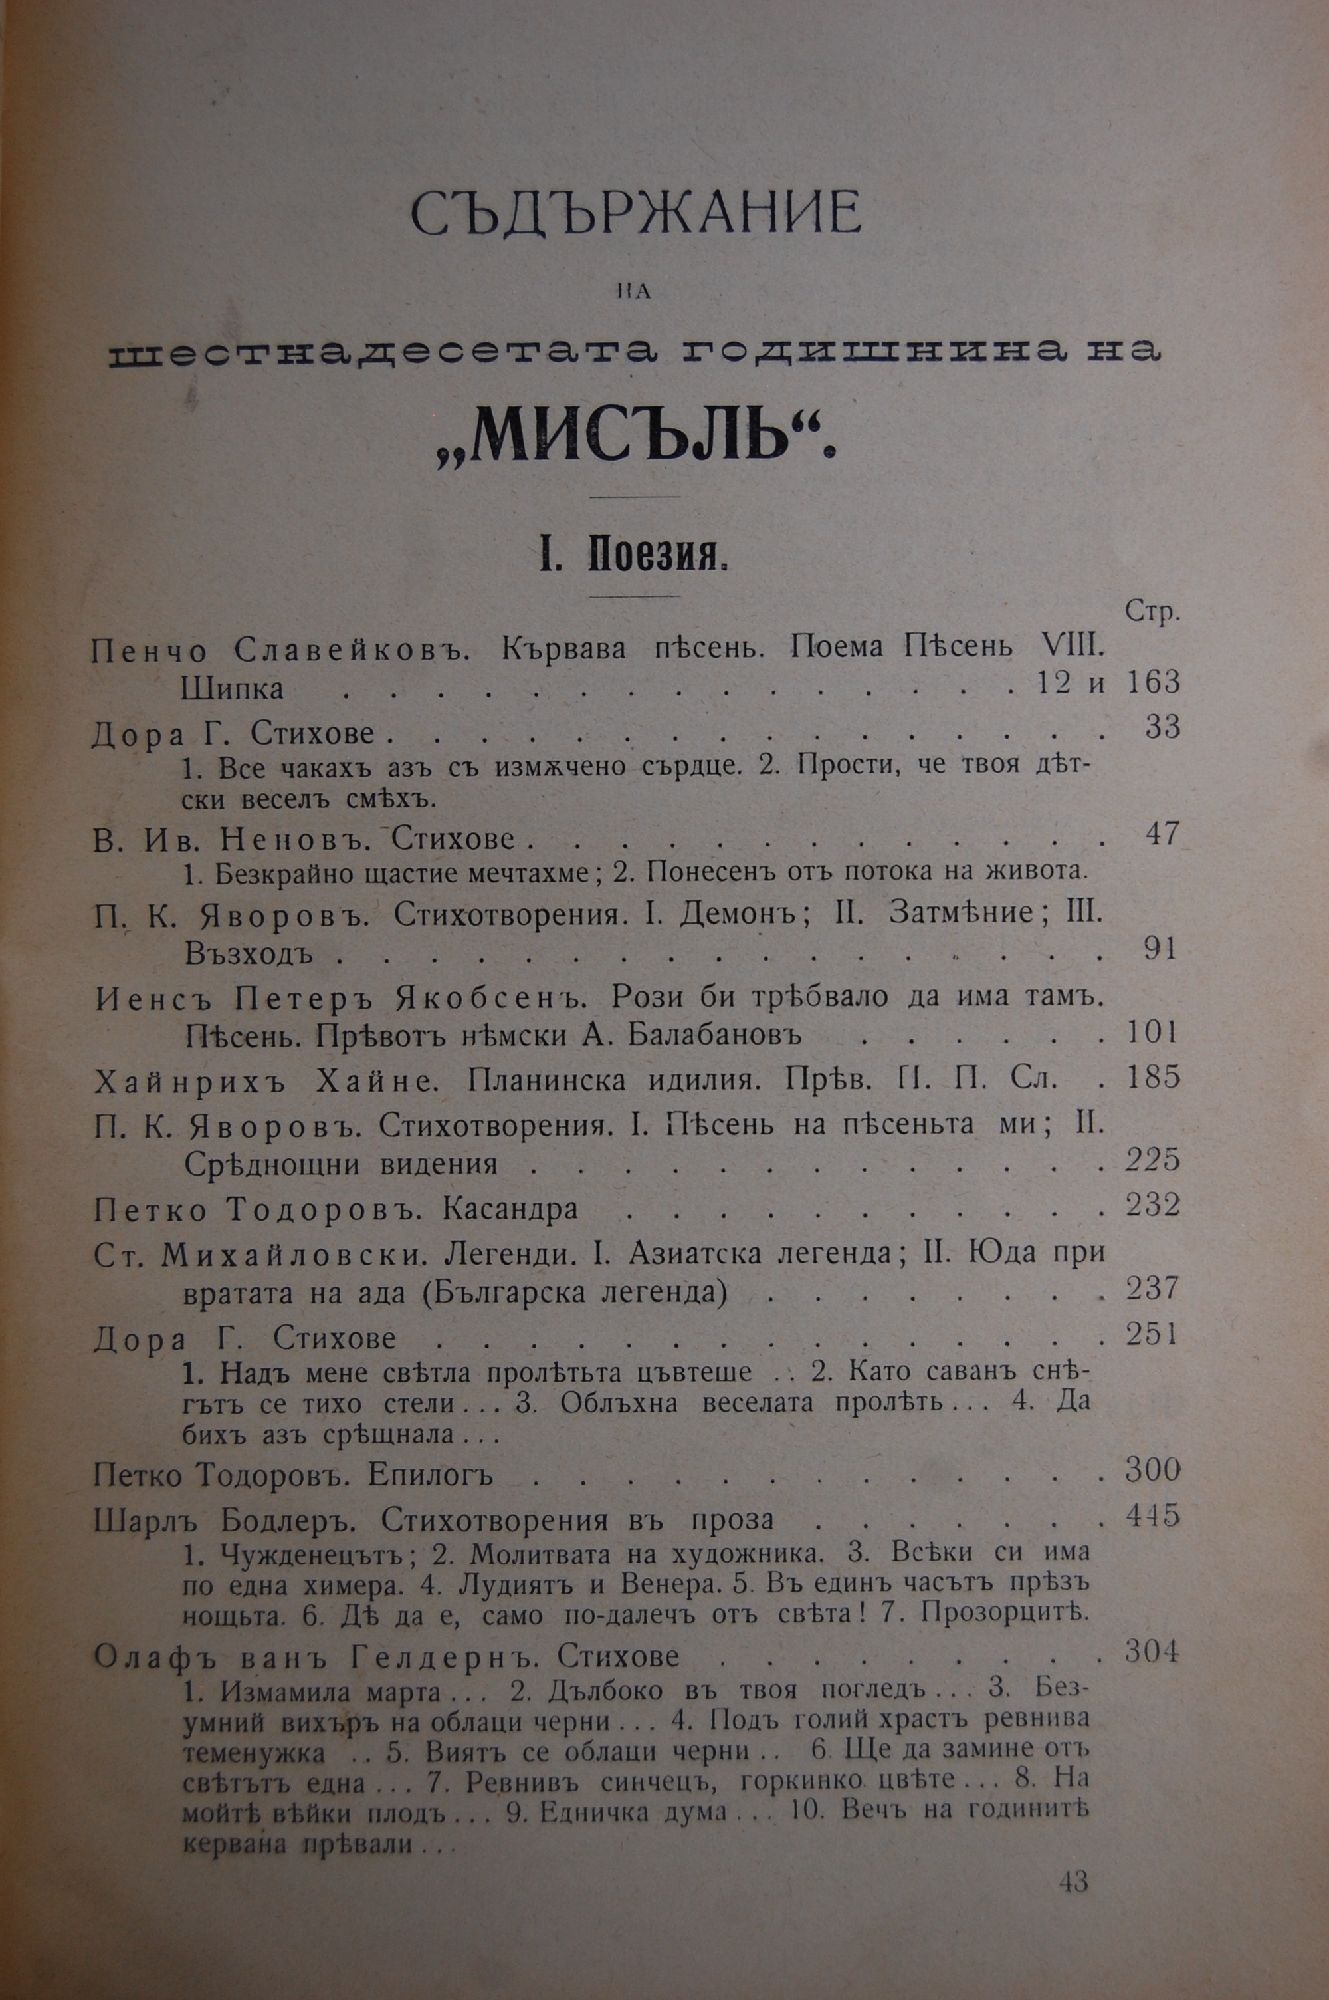 СЪДЪРЖАНИЕ
НА
шестнадесетата годишнина на
„МИСЪЛЬ“.
I. Поезия.
Стр.
Пенчо Славейковъ. Кървава пѣсень. Поема Пѣсень VIII.
Шипка . . . . . . . . . . . . . . . 12 и 163
Дора Г. Стихове . . . . . . . . . . . . . . . . 33
1. Все чакахъ азъ съ измѫчено сърдце. 2. Прости, че твоя дѣт-
ски веселъ смѣхъ.
В. Ив. Неновъ. Стихове . . . . . . . . . . . . . 47
1. Безкрайно щастие мечтахме; 2. Понесенъ отъ потока на живота.
П. К. Яворовъ. Стихотворения. I. Демонъ; II. Затмѣние; III.
Възходъ . . . . . . . . . . . . . . . . . 91
Иенсъ Петеръ Якобсенъ. Рози би трѣбвало да има тамъ.
Пѣсень. Прѣвотъ нѣмски А. Балабановъ . . . . . . 101
Хайнрихъ Хайне. Планинска идилия. Прѣв. П. П. Сл. . 185
П. К. Яворовъ. Стихотворения. I. Пѣсень на пѣсеньта ми; II.
Срѣднощни видения . . . . . . . . . . . . . 225
Петко Тодоровъ. Касандра . . . . . . . . . . . 232
Ст. Михайловски. Легенди. I. Азиатска легенда; II. Юда при
вратата на ада (Българска легенда) . . . . . . . . 237
Дора Г. Стихове . . . . . . . . . . . . . . . 251
1. Надъ мене свѣтла пролѣтьта цъвтеше .. 2. Като саванъ снѣ-
гътъ се тихо стели... 3. Облъхна веселата пролѣть... 4. Да
бихъ азъ срѣщнала...
Петко Тодоровъ. Епилогъ . . . . . . . . . . . . . 300
Шарлъ Бодлеръ. Стихотворения въ проза . . . . . . . 445
1. Чужденецътъ; 2. Молитвата на художника. 3. Всѣки си има
по една химера. 4. Лудиятъ и Венера. 5. Въ единъ часътъ прѣзъ
нощьта. 6. Дѣ да е, само по-далечъ отъ свѣта! 7. Прозорцитѣ.
Олафъ ванъ Гелдернъ. Стихове . . . . . . . . . 304
1. Измамила марта... 2. Дълбоко въ твоя погледъ... 3. Без-
умний вихъръ на облаци черни... 4. Подъ голий храстъ ревнива
теменужка .. 5. Виятъ се облаци черни.. 6. Ще да замине отъ
свѣтътъ една... 7. Ревнивъ синчецъ, горкинко цвѣте... 8. На
мойтѣ вѣйки плодъ... 9. Едничка дума... 10. Вечъ на годинитѣ
кервана прѣвали...
43